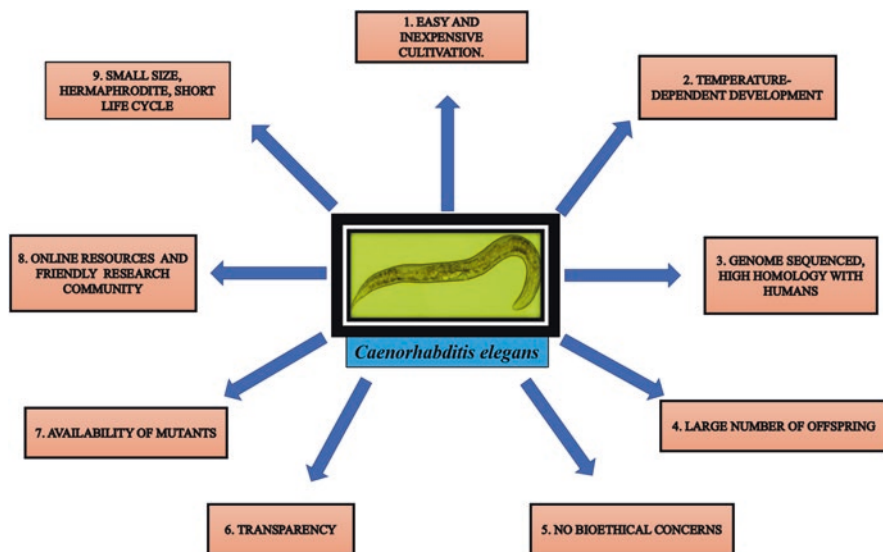 1. EASY AND
INEXPENSIVE
CULTIVATION.
2. TEMPERATURE-
DEPENDENT DEVELOPMENT
3. GENOME SEQUENCED,
HIGH HOMOLOGY WITH
HUMANS
4. LARGE NUMBER OF OFFSPRING
5. NO BIOETHICAL CONCERNS
6. TRANSPARENCY
7. AVAILABILITY OF MUTANTS
8. ONLINE RESOURCES AND
FRIENDLY RESEARCH
COMMUNITY
9. SMALL SIZE,
HERMAPHRODITE, SHORT
LIFE CYCLE
Caenorhabditis elegans